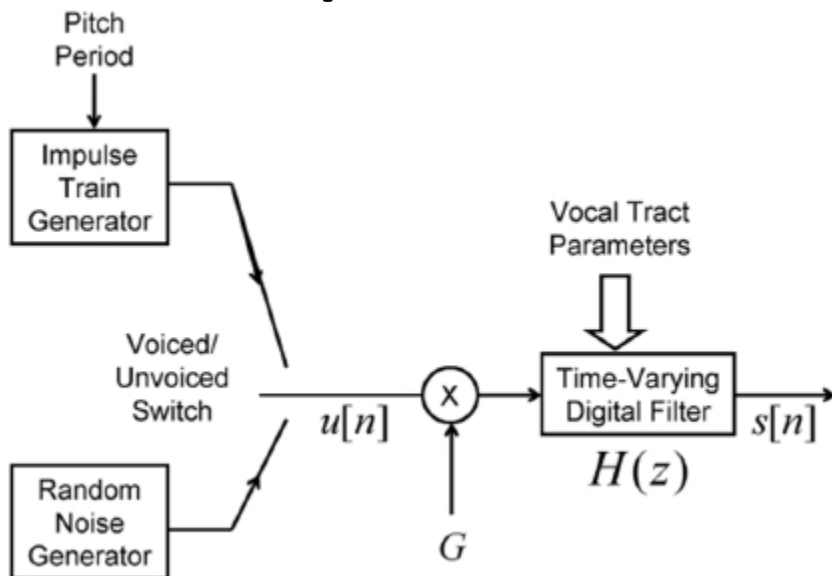 Pitch
Period
Impulse
Train
Generator
Vocal Tract
Parameters
Voiced/
Unvoiced
Switch
u[n]
X
Time-Varying
Digital Filter
s[n]
H(z)
Random
Noise
Generator
G